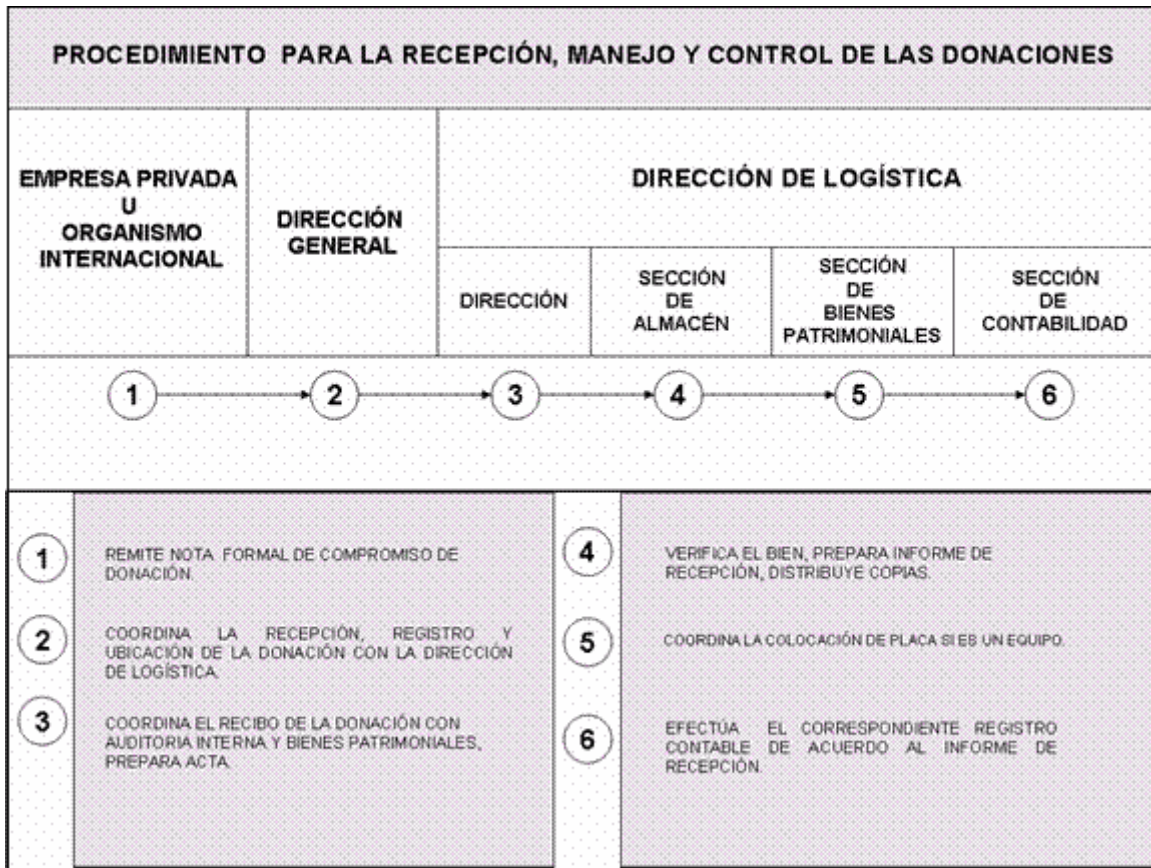 PROCEDIMIENTO PARA LA RECEPCIÓN, MANEJO Y CONTROL DE LAS DONACIONES
EMPRESA PRIVADA
U
ORGANISMO
INTERNACIONAL
DIRECCIÓN
GENERAL
DIRECCIÓN DE LOGÍSTICA
DIRECCIÓN
SECCIÓN
DE
ALMACÉN
SECCIÓN
DE
BIENES
PATRIMONIALES
SECCIÓN
DE
CONTABILIDAD
1 2 3 4 5 6
1
REMITE NOTA FORMAL DE COMPROMISO DE
DONACIÓN.
2
COORDINA LA RECEPCIÓN, REGISTRO Y
UBICACIÓN DE LA DONACIÓN CON LA DIRECCIÓN
DE LOGÍSTICA.
3
COORDINA EL RECIBO DE LA DONACIÓN CON
AUDITORIA INTERNA Y BIENES PATRIMONIALES,
PREPARA ACTA.
4
VERIFICA EL BIEN, PREPARA INFORME DE
RECEPCIÓN, DISTRIBUYE COPIAS.
5
COORDINA LA COLOCACIÓN DE PLACA SI ES UN EQUIPO.
6
EFECTÚA EL CORRESPONDIENTE REGISTRO
CONTABLE DE ACUERDO AL INFORME DE
RECEPCIÓN.